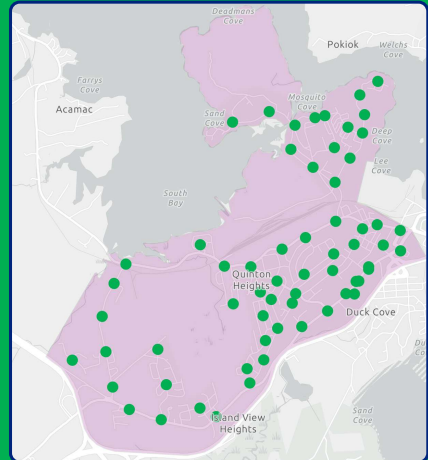 Deadmans
Cove
Pokiok
Welchs
Cove
Farrys
Cove
Acamac
Mosquito
Cove
Sand
Cove
Deep
Cove
Lee
Cove
South
Bay
Quinton
Heights
Duck Cove
Sand
Cove
Island View
Heights